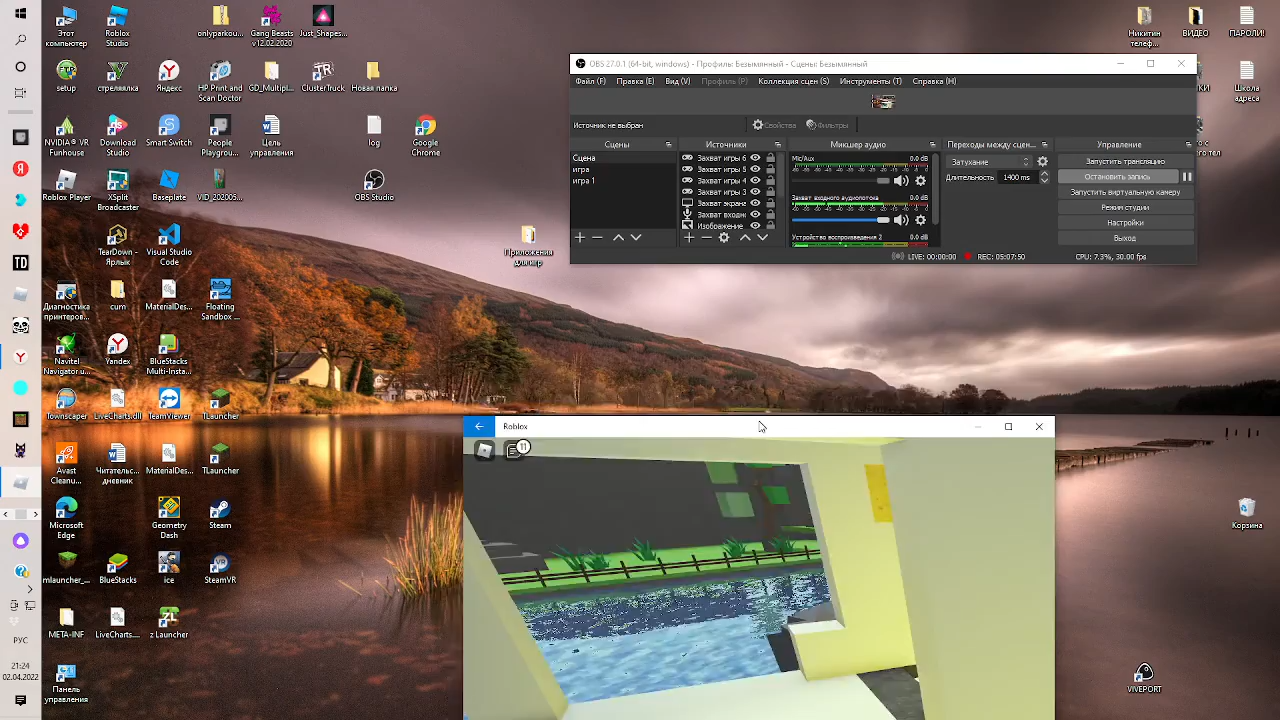 Этот компьютер
Roblox Studio
onlyparkou...
Gang Beasts v 12.02.2020
Just_Shapes...
Никитин телеф...
ВИДЕО
ПАРОЛИ!
setup
стреляялка
Яндекс
HP Print and Scan Doctor
GD_Multipl...
ClusterTruck
Новая папка
Школа адреса
NVIDIA® VR Funhouse
Download Studio
Smart Switch
People Playgrou...
Цель управления
log
Google Chrome
Roblox Player
XSplit Broadcaster
Baseplate
VID_202005...
OBS Studio
TearDown - Ярлык
Visual Studio Code
Приложения для игр
Диагностика принтеров...
cum
MaterialDes...
Floating Sandbox ...
Navitel Navigator.u...
Yandex
BlueStacks Multi-Insta...
Townscaper
LiveCharts.dll
TeamViewer
TLauncher
Avast Cleanu...
Читательс... дневник
MaterialDes...
TLauncher
Microsoft Edge
Geometry Dash
Steam
mlauncher_...
BlueStacks
ice
SteamVR
META-INF
LiveCharts....
z Launcher
Панель управления
Корзина
VIVEPORT
TD
РУС
21:24
02.04.2022
OBS 27.0.1 (64-bit, windows) - Профиль: Безымянный - Сцены: Безымянный
Файл (F) Правка (E) Вид (V) Профиль (P) Коллекция сцен (S) Инструменты (T) Справка (H)
Источник не выбран
Свойства
Фильтры
Сцены
Источники
Микшер аудио
Переходы между сцен...
Управление
Сцена
игра
игра 1
Захват игры 6
Захват игры 5
Захват игры 4
Захват игры 3
Захват экрана
Захват входн
Изображение
Mic/Aux
0.0 dB
Захват входного аудиопотока
0.0 dB
Устройство воспроизведения 2
0.0 dB
Затухание
Длительность 1400 ms
Запустить трансляцию
Остановить запись
Запустить виртуальную камеру
Режим студии
Настройки
Выход
LIVE: 00:00:00
REC: 05:07:50
CPU: 7.3%, 30.00 fps
Roblox
11